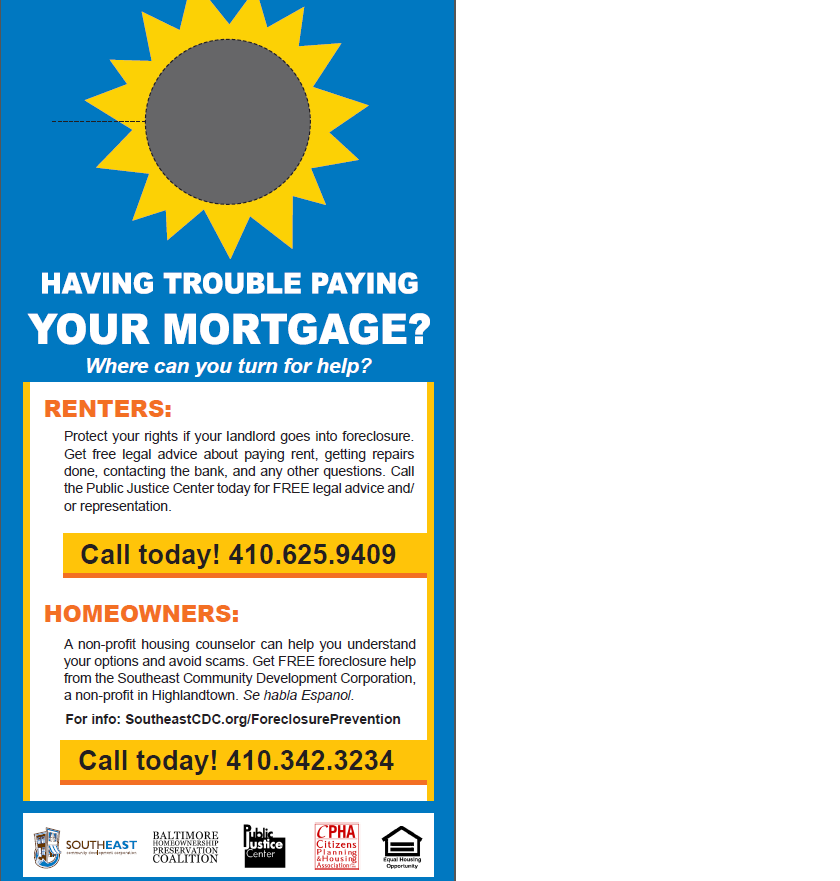 HAVING TROUBLE PAYING
YOUR MORTGAGE?
Where can you turn for help?
RENTERS:
Protect your rights if your landlord goes into foreclosure.
Get free legal advice about paying rent, getting repairs
done, contacting the bank, and any other questions. Call
the Public Justice Center today for FREE legal advice and/
or representation.
Call today! 410.625.9409
HOMEOWNERS:
A non-profit housing counselor can help you understand
your options and avoid scams. Get FREE foreclosure help
from the Southeast Community Development Corporation,
a non-profit in Highlandtown. Se habla Espanol.
For info: SoutheastCDC.org/ForeclosurePrevention
Call today! 410.342.3234
SOUTHEAST
community development corporation
BALTIMORE
HOMEOWNERSHIP
PRESERVATION
COALITION
Public
Justice
Center
CPHA
Citizens
Planning
&Housing
Association
Equal Housing
Opportunity